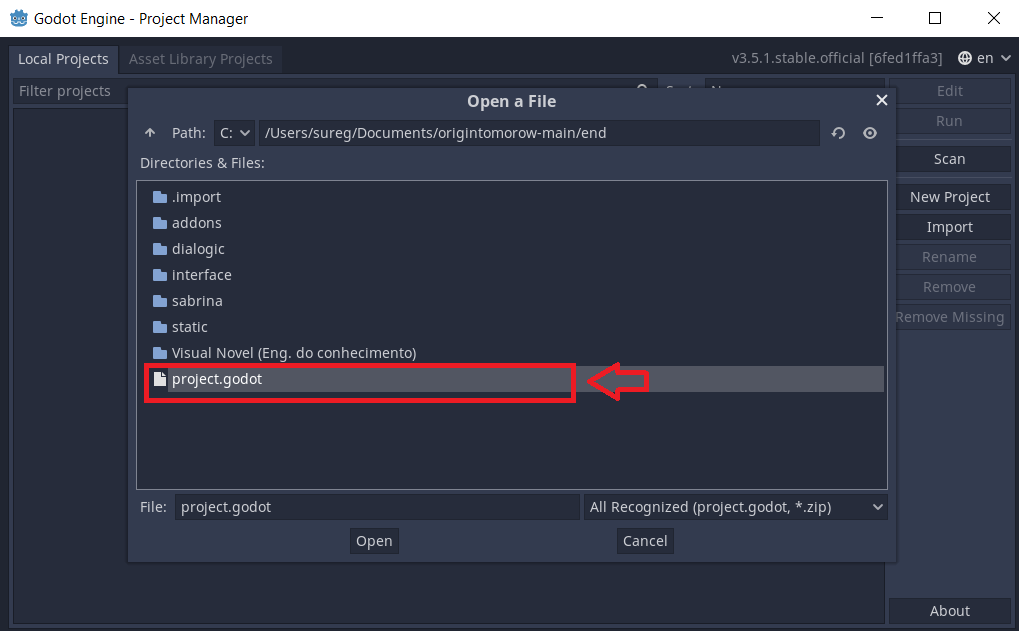 Godot Engine - Project Manager
Local Projects Asset Library Projects v3.5.1.stable.official [6fed1ffa3] en
Filter projects Edit
Open a File
Run
Path: C: /Users/sureg/Documents/origintomorow-main/end
Directories & Files: Scan
.import New Project
addons Import
dialogic Rename
interface Remove
sabrina Remove Missing
static
Visual Novel (Eng. do conhecimento)
project.godot
File: project.godot All Recognized (project.godot, *.zip)
Open Cancel
About